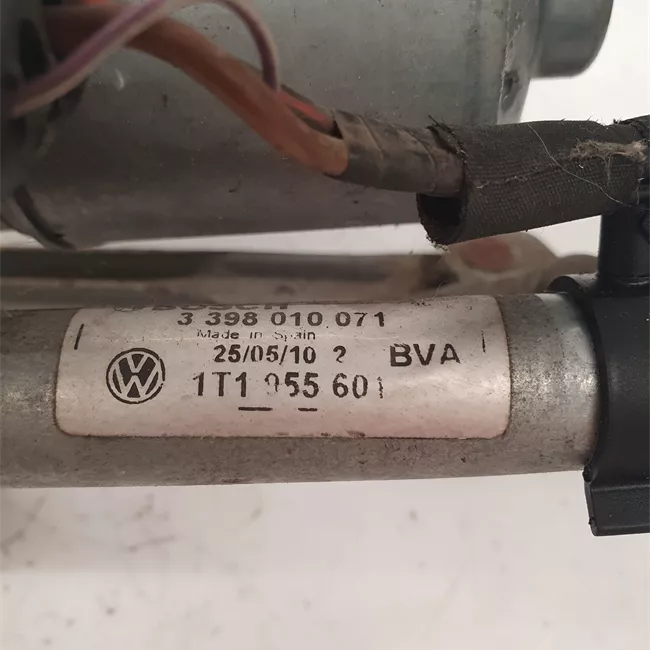 3 398 010 071
Made in Spain
25/05/10 2 BVA
1T1 955 601